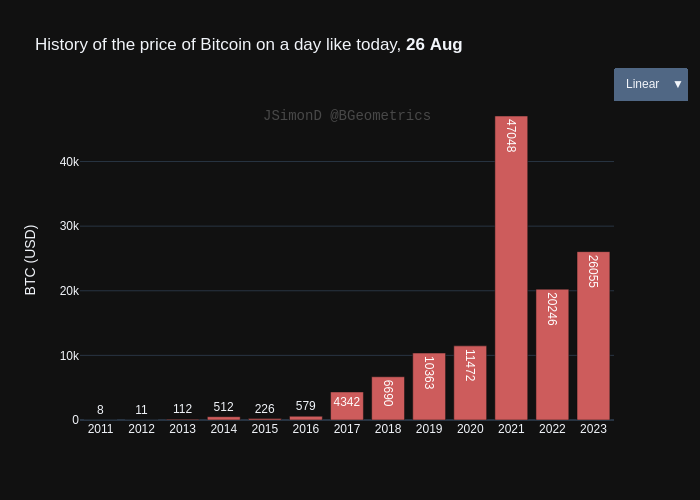 History of the price of Bitcoin on a day like today, 26 Aug
Linear ▼
JSimonD @BGeometrics
BTC (USD)
40k
30k
20k
10k
0
8 11 112 512 226 579 4342 6690 10363 11472 47048 20246 26055
2011 2012 2013 2014 2015 2016 2017 2018 2019 2020 2021 2022 2023